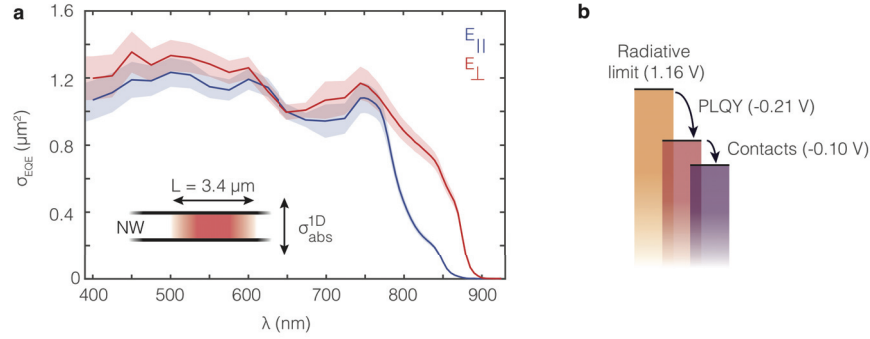 a
1.6
1.2
0.8
0.4
0
σEQE (μm²)
E||
E⊥
L = 3.4 μm
NW
σabs1D
400
500
600
700
800
900
λ (nm)
b
Radiative
limit (1.16 V)
PLQY (-0.21 V)
Contacts (-0.10 V)